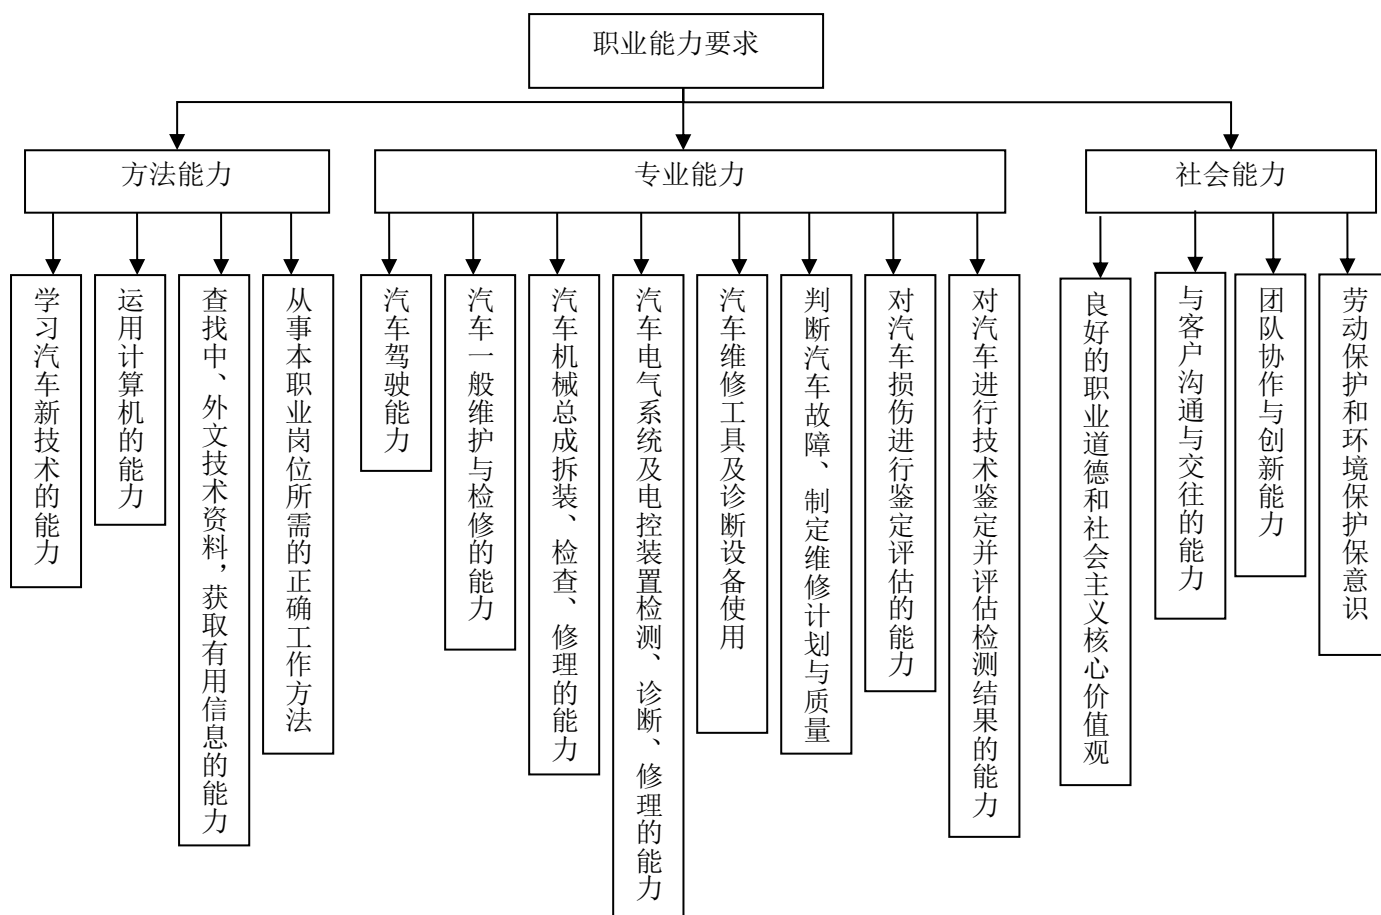 职业能力要求
方法能力
专业能力
社会能力
学习汽车新技术的能力
运用计算机的能力
查找中、外文技术资料，获取有用信息的能力
从事本职业岗位所需的正确工作方法
汽车驾驶能力
汽车一般维护与检修的能力
汽车机械总成拆装、检查、修理的能力
汽车电气系统及电控装置检测、诊断、修理的能力
汽车维修工具及诊断设备使用
判断汽车故障、制定维修计划与质量
对汽车损伤进行鉴定评估的能力
对汽车进行技术鉴定并评估检测结果的能力
良好的职业道德和社会主义核心价值观
与客户沟通与交往的能力
团队协作与创新能力
劳动保护和环境保护保意识